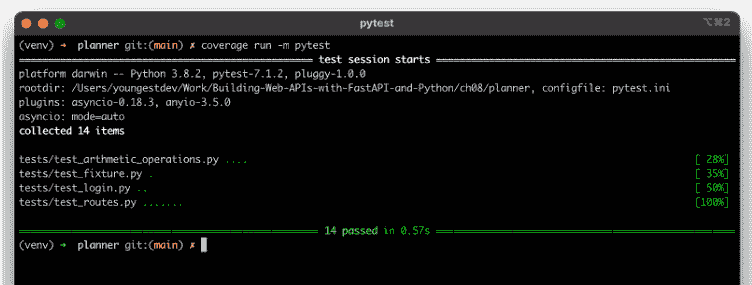 pytest
⌥⌘2
(venv) ➜  planner git:(main) ✗ coverage run -m pytest
test session starts
platform darwin -- Python 3.8.2, pytest-7.1.2, pluggy-1.0.0
rootdir: /Users/youngestdev/Work/Building-Web-APIs-with-FastAPI-and-Python/ch08/planner, configfile: pytest.ini
plugins: asyncio-0.18.3, anyio-3.5.0
asyncio: mode=auto
collected 14 items
tests/test_arthmetic_operations.py .... [ 28%]
tests/test_fixture.py . [ 35%]
tests/test_login.py .. [ 50%]
tests/test_routes.py ....... [100%]
14 passed in 0.57s
(venv) ➜  planner git:(main) ✗